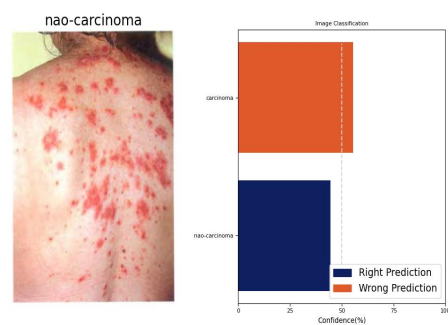 nao-carcinoma
Image Classification
carcinoma
nao-carcinoma
Right Prediction
Wrong Prediction
0 25 50 75 100
Confidence(%)